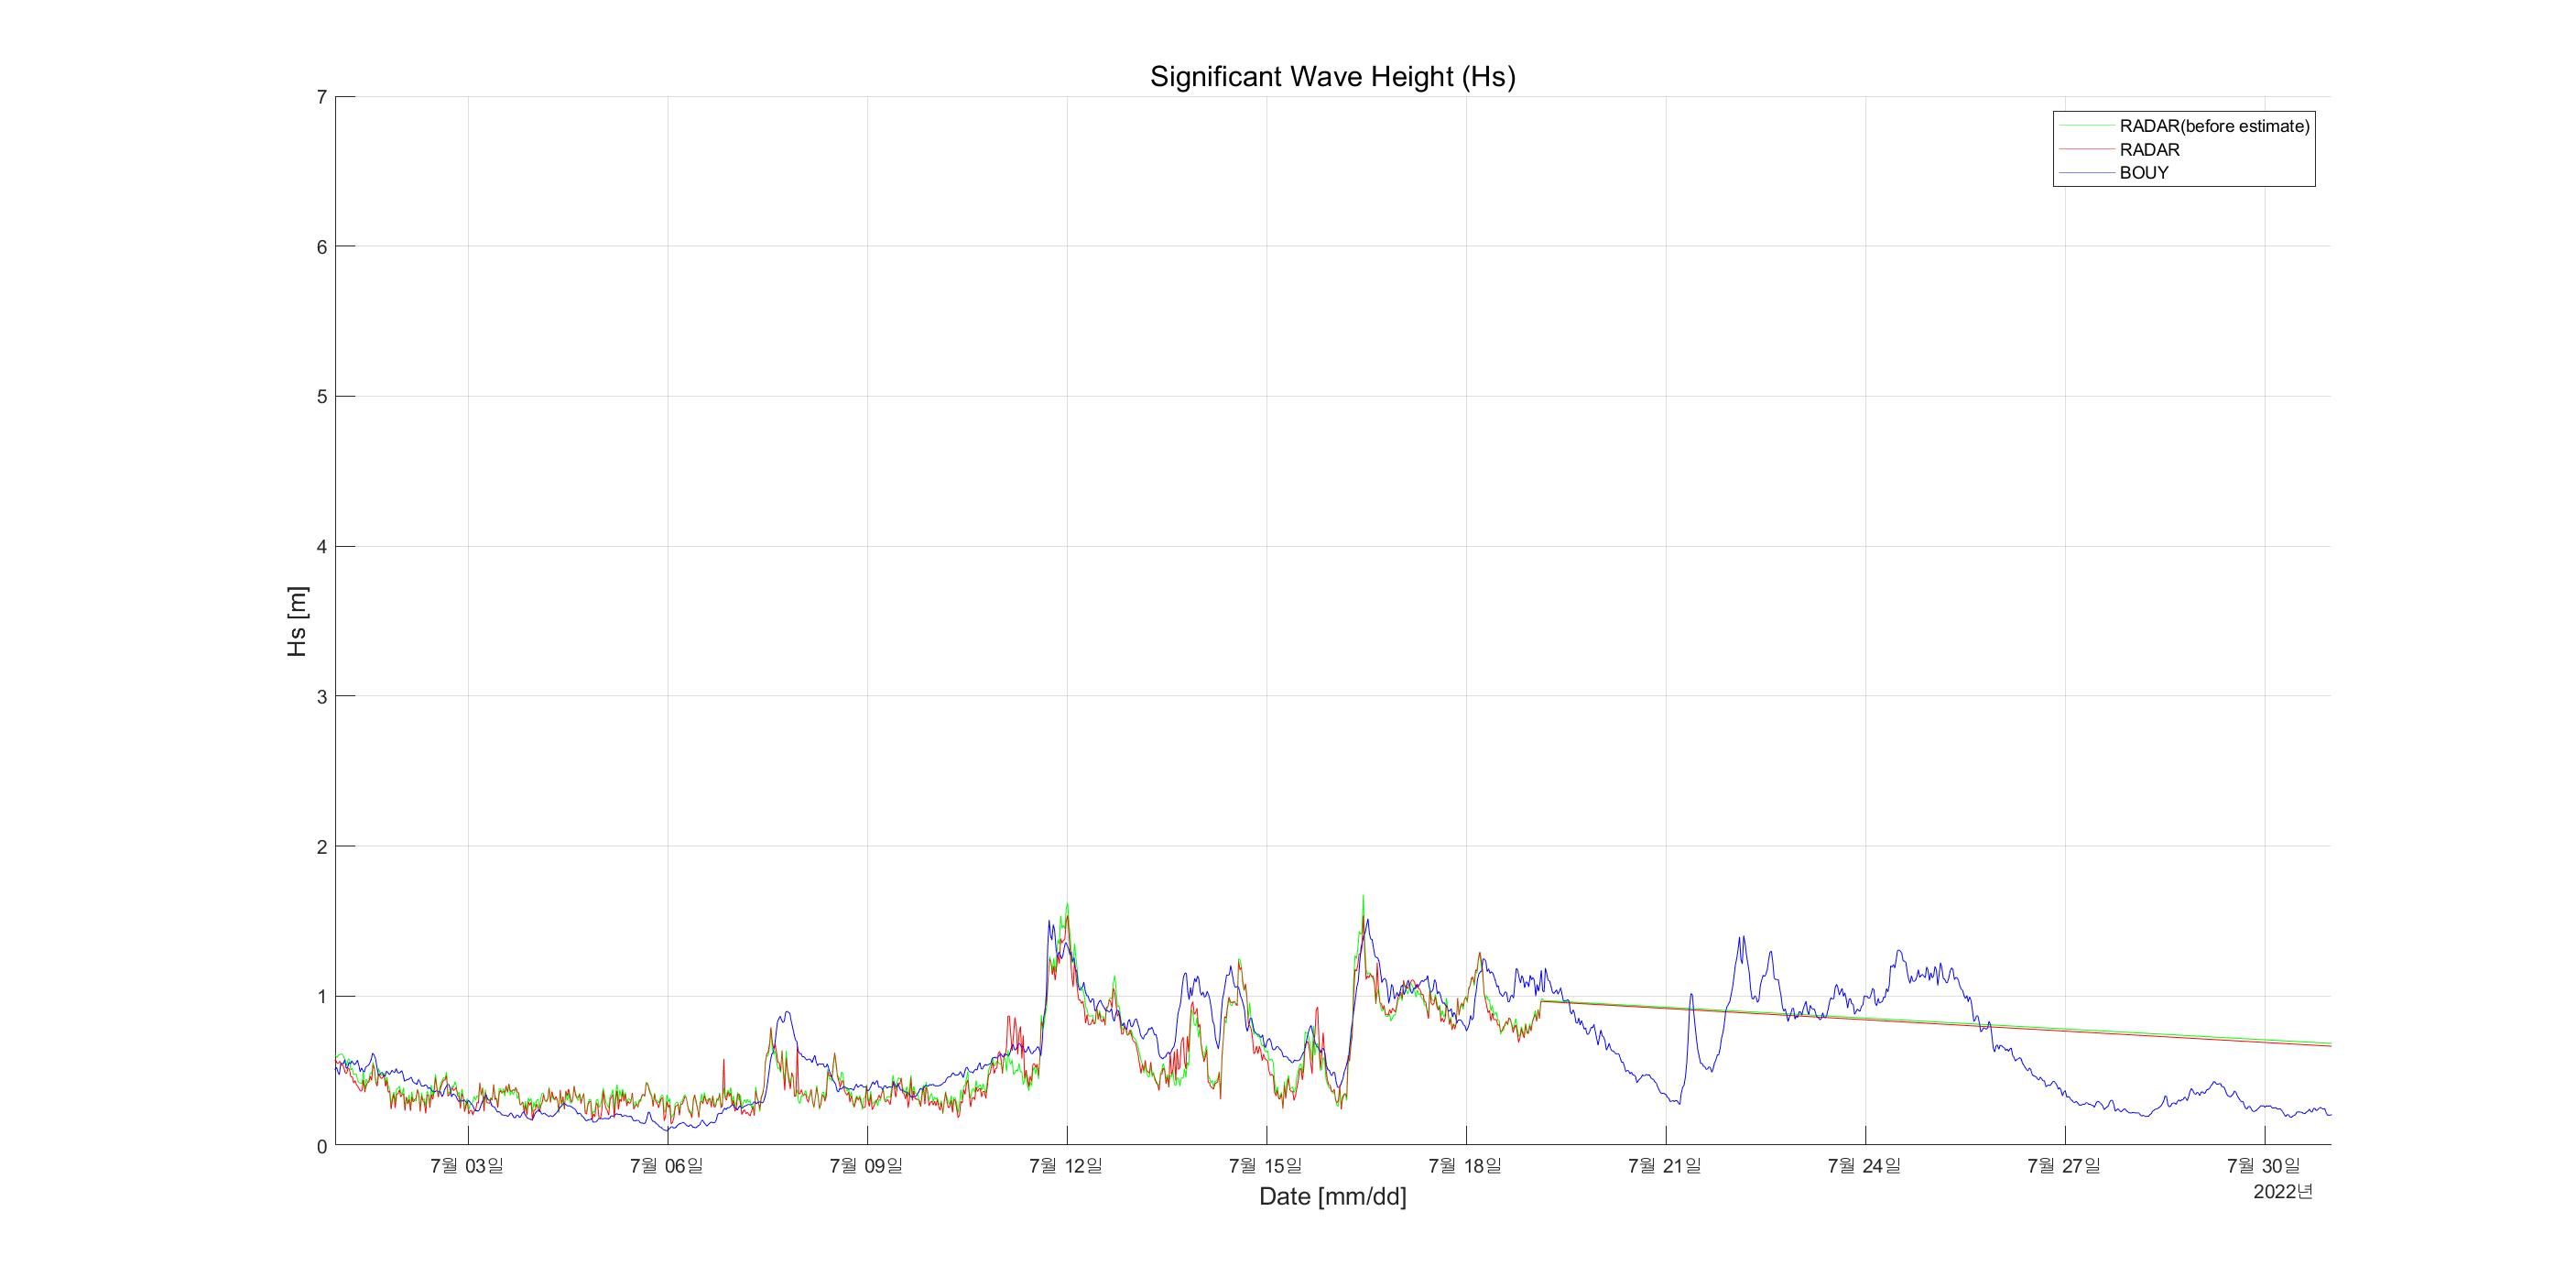 Significant Wave Height (Hs)
7
6
5
4
3
2
1
0
Hs [m]
RADAR(before estimate)
RADAR
BOUY
7월 03일
7월 06일
7월 09일
7월 12일
7월 15일
7월 18일
7월 21일
7월 24일
7월 27일
7월 30일
2022년
Date [mm/dd]